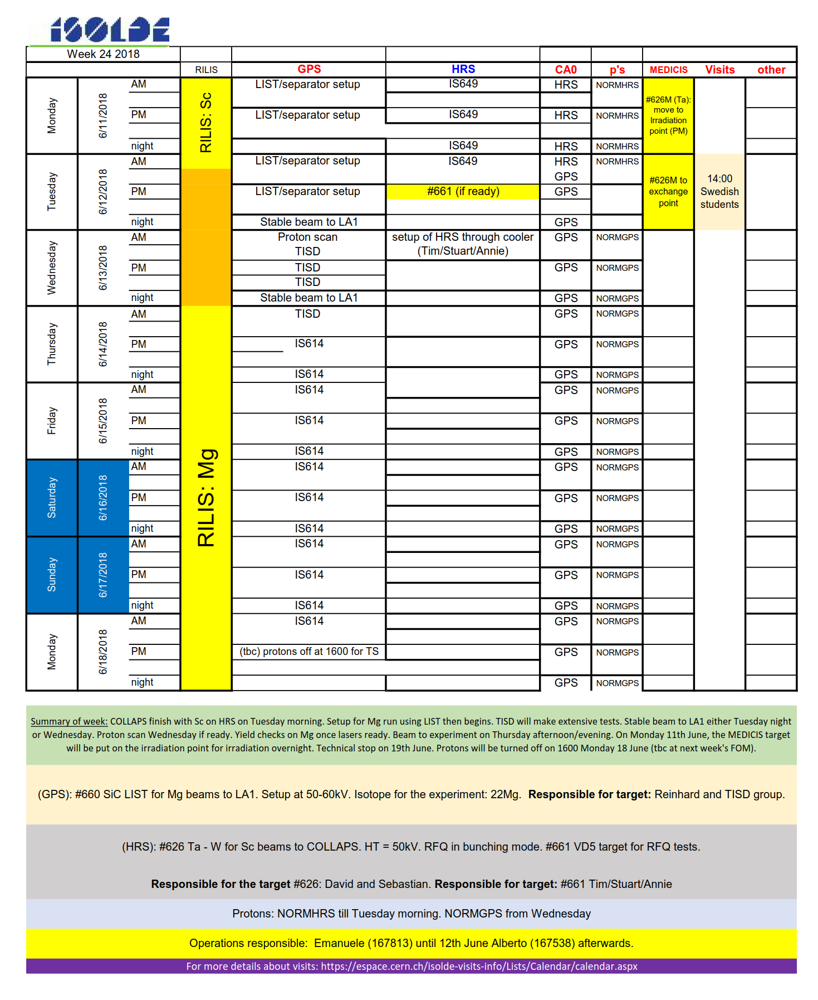 ISOLDE
Week 24 2018
RILIS GPS HRS CA0 p's MEDICIS Visits other
Monday 6/11/2018 RILIS: Sc
AM LIST/separator setup IS649 HRS NORMHRS
#626M (Ta):
move to
Irradiation
point (PM)
PM LIST/separator setup IS649 HRS NORMHRS
night IS649 HRS NORMHRS
Tuesday 6/12/2018
AM LIST/separator setup IS649 HRS NORMHRS
GPS
#626M to
exchange
point
14:00
Swedish
students
PM LIST/separator setup #661 (if ready) GPS
night Stable beam to LA1 GPS
Wednesday 6/13/2018
AM Proton scan setup of HRS through cooler GPS NORMGPS
TISD (Tim/Stuart/Annie)
PM TISD GPS NORMGPS
TISD
night Stable beam to LA1 GPS NORMGPS
Thursday 6/14/2018 RILIS: Mg
AM TISD GPS NORMGPS
PM IS614 GPS NORMGPS
night IS614 GPS NORMGPS
Friday 6/15/2018
AM IS614 GPS NORMGPS
PM IS614 GPS NORMGPS
night IS614 GPS NORMGPS
Saturday 6/16/2018
AM IS614 GPS NORMGPS
PM IS614 GPS NORMGPS
night IS614 GPS NORMGPS
Sunday 6/17/2018
AM IS614 GPS NORMGPS
PM IS614 GPS NORMGPS
night IS614 GPS NORMGPS
Monday 6/18/2018
AM IS614 GPS NORMGPS
PM (tbc) protons off at 1600 for TS GPS NORMGPS
night GPS NORMGPS
Summary of week: COLLAPS finish with Sc on HRS on Tuesday morning. Setup for Mg run using LIST then begins. TISD will make extensive tests. Stable beam to LA1 either Tuesday night
or Wednesday. Proton scan Wednesday if ready. Yield checks on Mg once lasers ready. Beam to experiment on Thursday afternoon/evening. On Monday 11th June, the MEDICIS target
will be put on the irradiation point for irradiation overnight. Technical stop on 19th June. Protons will be turned off on 1600 Monday 18 June (tbc at next week's FOM).
(GPS): #660 SiC LIST for Mg beams to LA1. Setup at 50-60kV. Isotope for the experiment: 22Mg. Responsible for target: Reinhard and TISD group.
(HRS): #626 Ta - W for Sc beams to COLLAPS. HT = 50kV. RFQ in bunching mode. #661 VD5 target for RFQ tests.
Responsible for the target #626: David and Sebastian. Responsible for target: #661 Tim/Stuart/Annie
Protons: NORMHRS till Tuesday morning. NORMGPS from Wednesday
Operations responsible: Emanuele (167813) until 12th June Alberto (167538) afterwards.
For more details about visits: https://espace.cern.ch/isolde-visits-info/Lists/Calendar/calendar.aspx